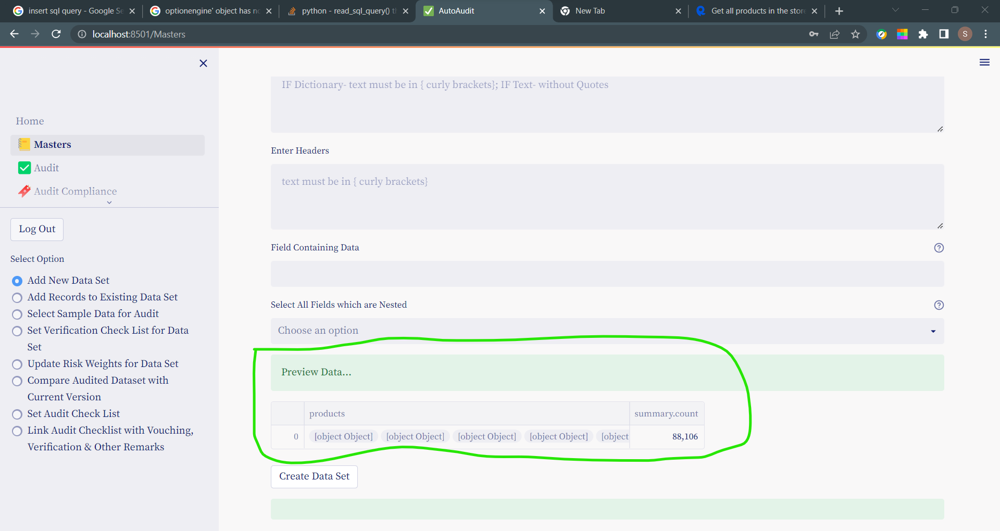 insert sql query - Google Se
optionengine' object has no
python - read_sql_query() th
AutoAudit
New Tab
Get all products in the store
localhost:8501/Masters
S
Home
Masters
Audit
Audit Compliance
Log Out
Select Option
Add New Data Set
Add Records to Existing Data Set
Select Sample Data for Audit
Set Verification Check List for Data
Set
Update Risk Weights for Data Set
Compare Audited Dataset with
Current Version
Set Audit Check List
Link Audit Checklist with Vouching,
Verification & Other Remarks
IF Dictionary- text must be in { curly brackets}; IF Text- without Quotes
Enter Headers
text must be in { curly brackets}
Field Containing Data
Select All Fields which are Nested
Choose an option
Preview Data...
products summary.count
0 [object Object] [object Object] [object Object] [object Object] [object 88,106
Create Data Set